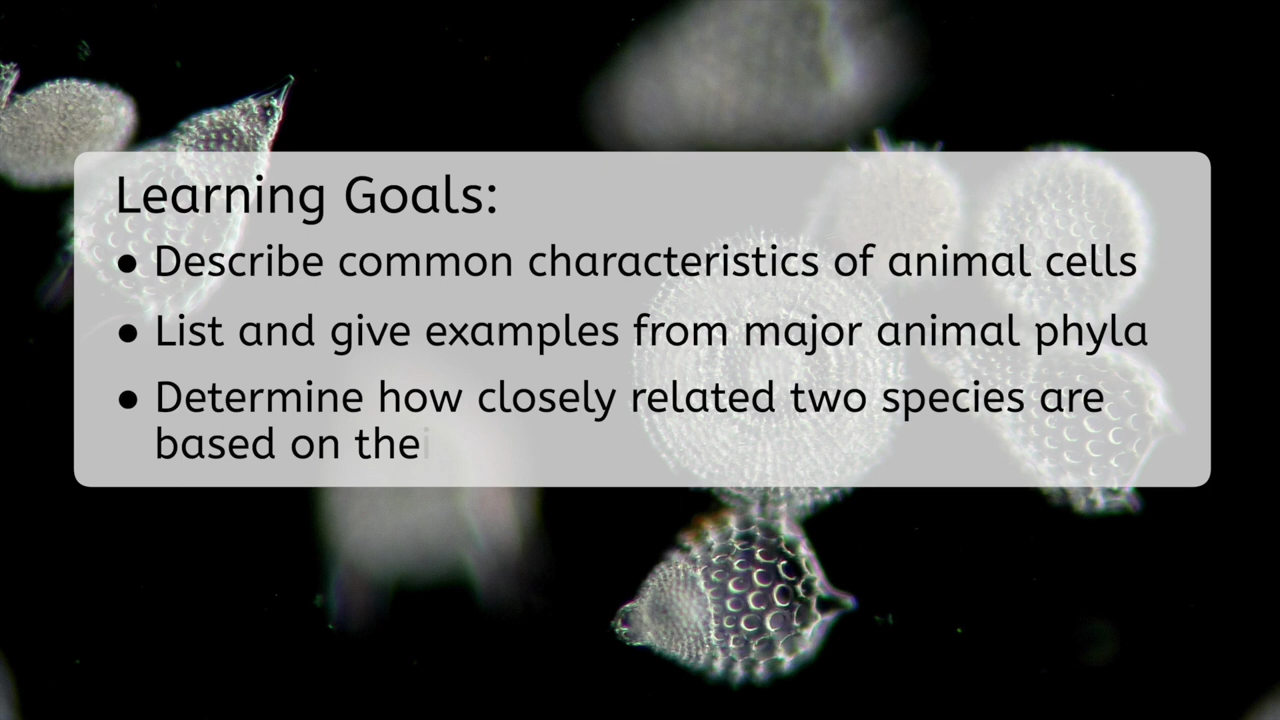 Learning Goals:
● Describe common characteristics of animal cells
● List and give examples from major animal phyla
● Determine how closely related two species are
based on thei